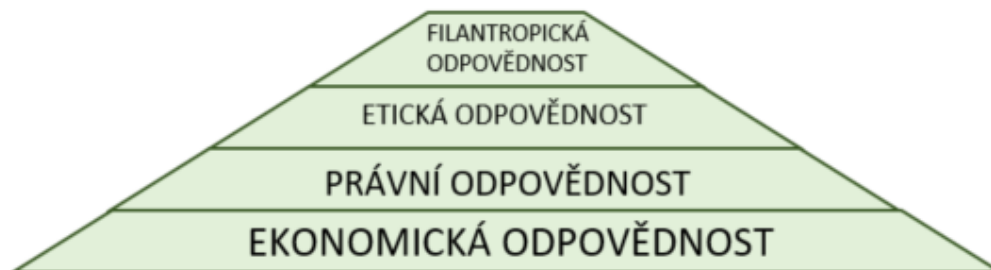 FILANTROPICKÁ
ODPOVĚDNOST
ETICKÁ ODPOVĚDNOST
PRÁVNÍ ODPOVĚDNOST
EKONOMICKÁ ODPOVĚDNOST